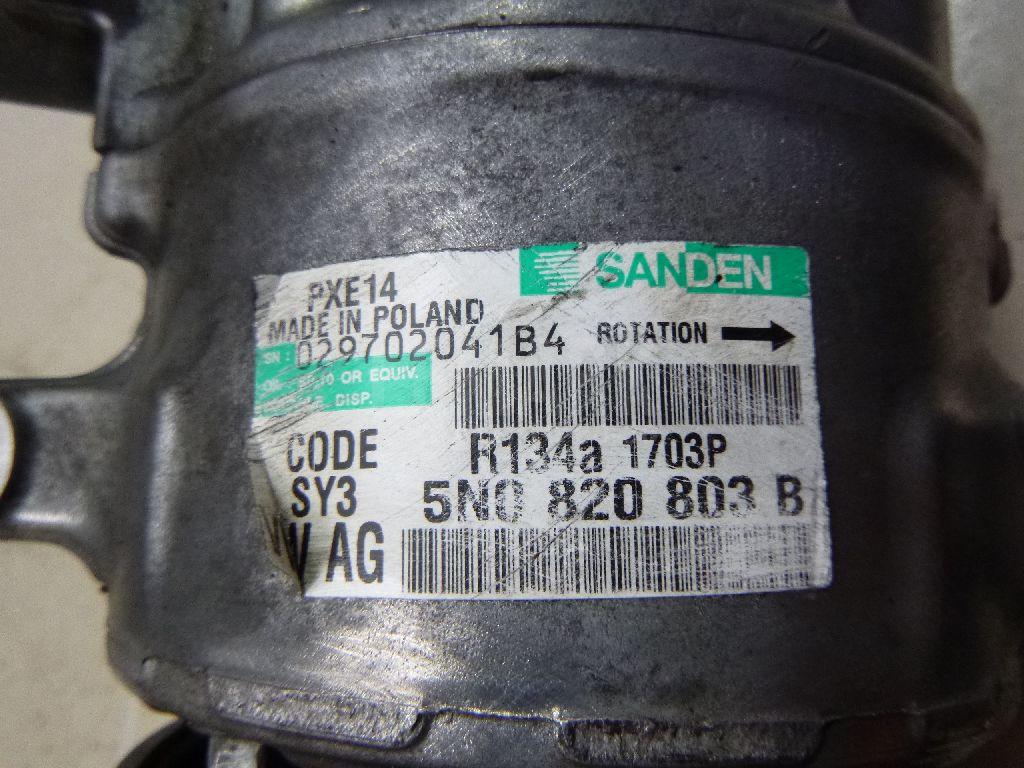 SANDEN
PXE14
MADE IN POLAND
SN: 029702041B4
ROTATION
OR EQUIV.
DISP.
CODE
R134a 1703P
SY3
5N0 820 803 B
V AG